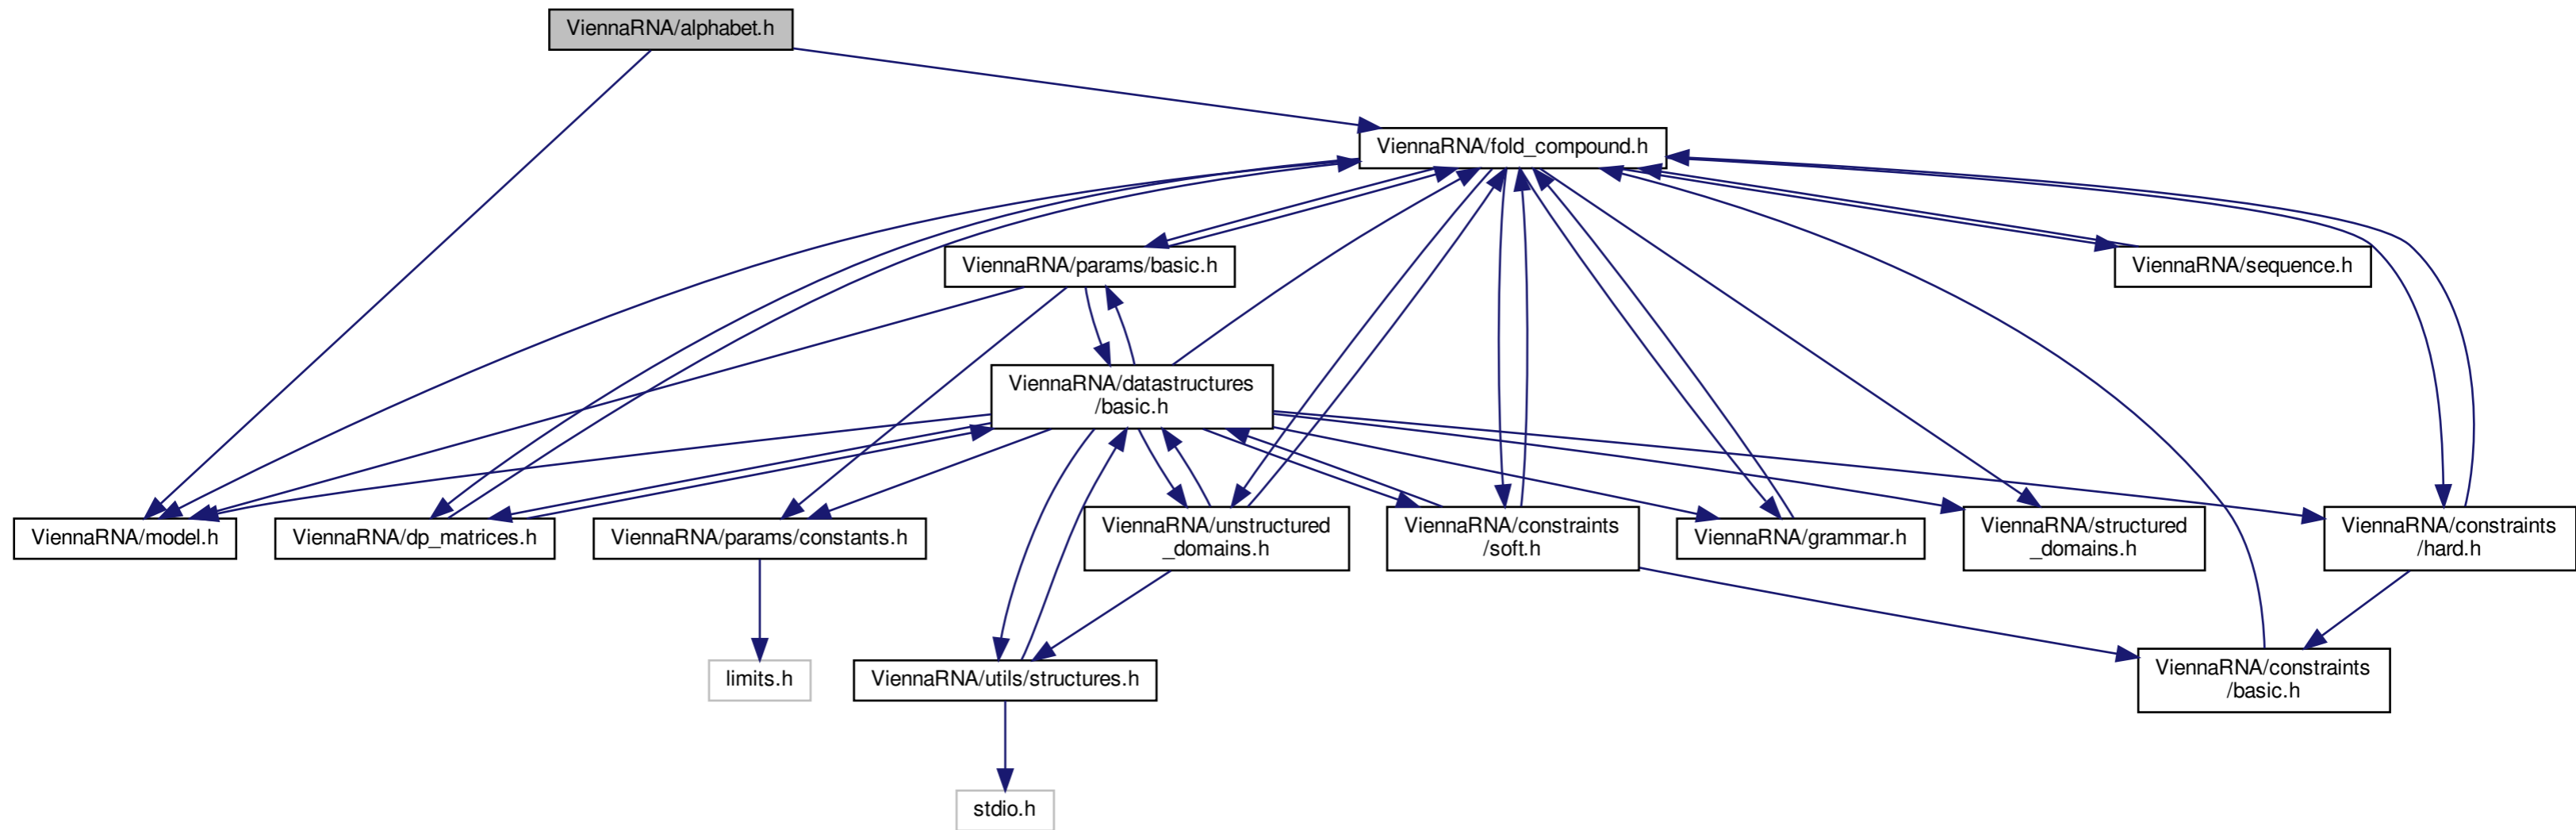 ViennaRNA/alphabet.h
ViennaRNA/fold_compound.h
ViennaRNA/params/basic.h
ViennaRNA/sequence.h
ViennaRNA/datastructures
/basic.h
ViennaRNA/model.h
ViennaRNA/dp_matrices.h
ViennaRNA/params/constants.h
ViennaRNA/unstructured
_domains.h
ViennaRNA/constraints
/soft.h
ViennaRNA/grammar.h
ViennaRNA/structured
_domains.h
ViennaRNA/constraints
/hard.h
limits.h
ViennaRNA/utils/structures.h
ViennaRNA/constraints
/basic.h
stdio.h